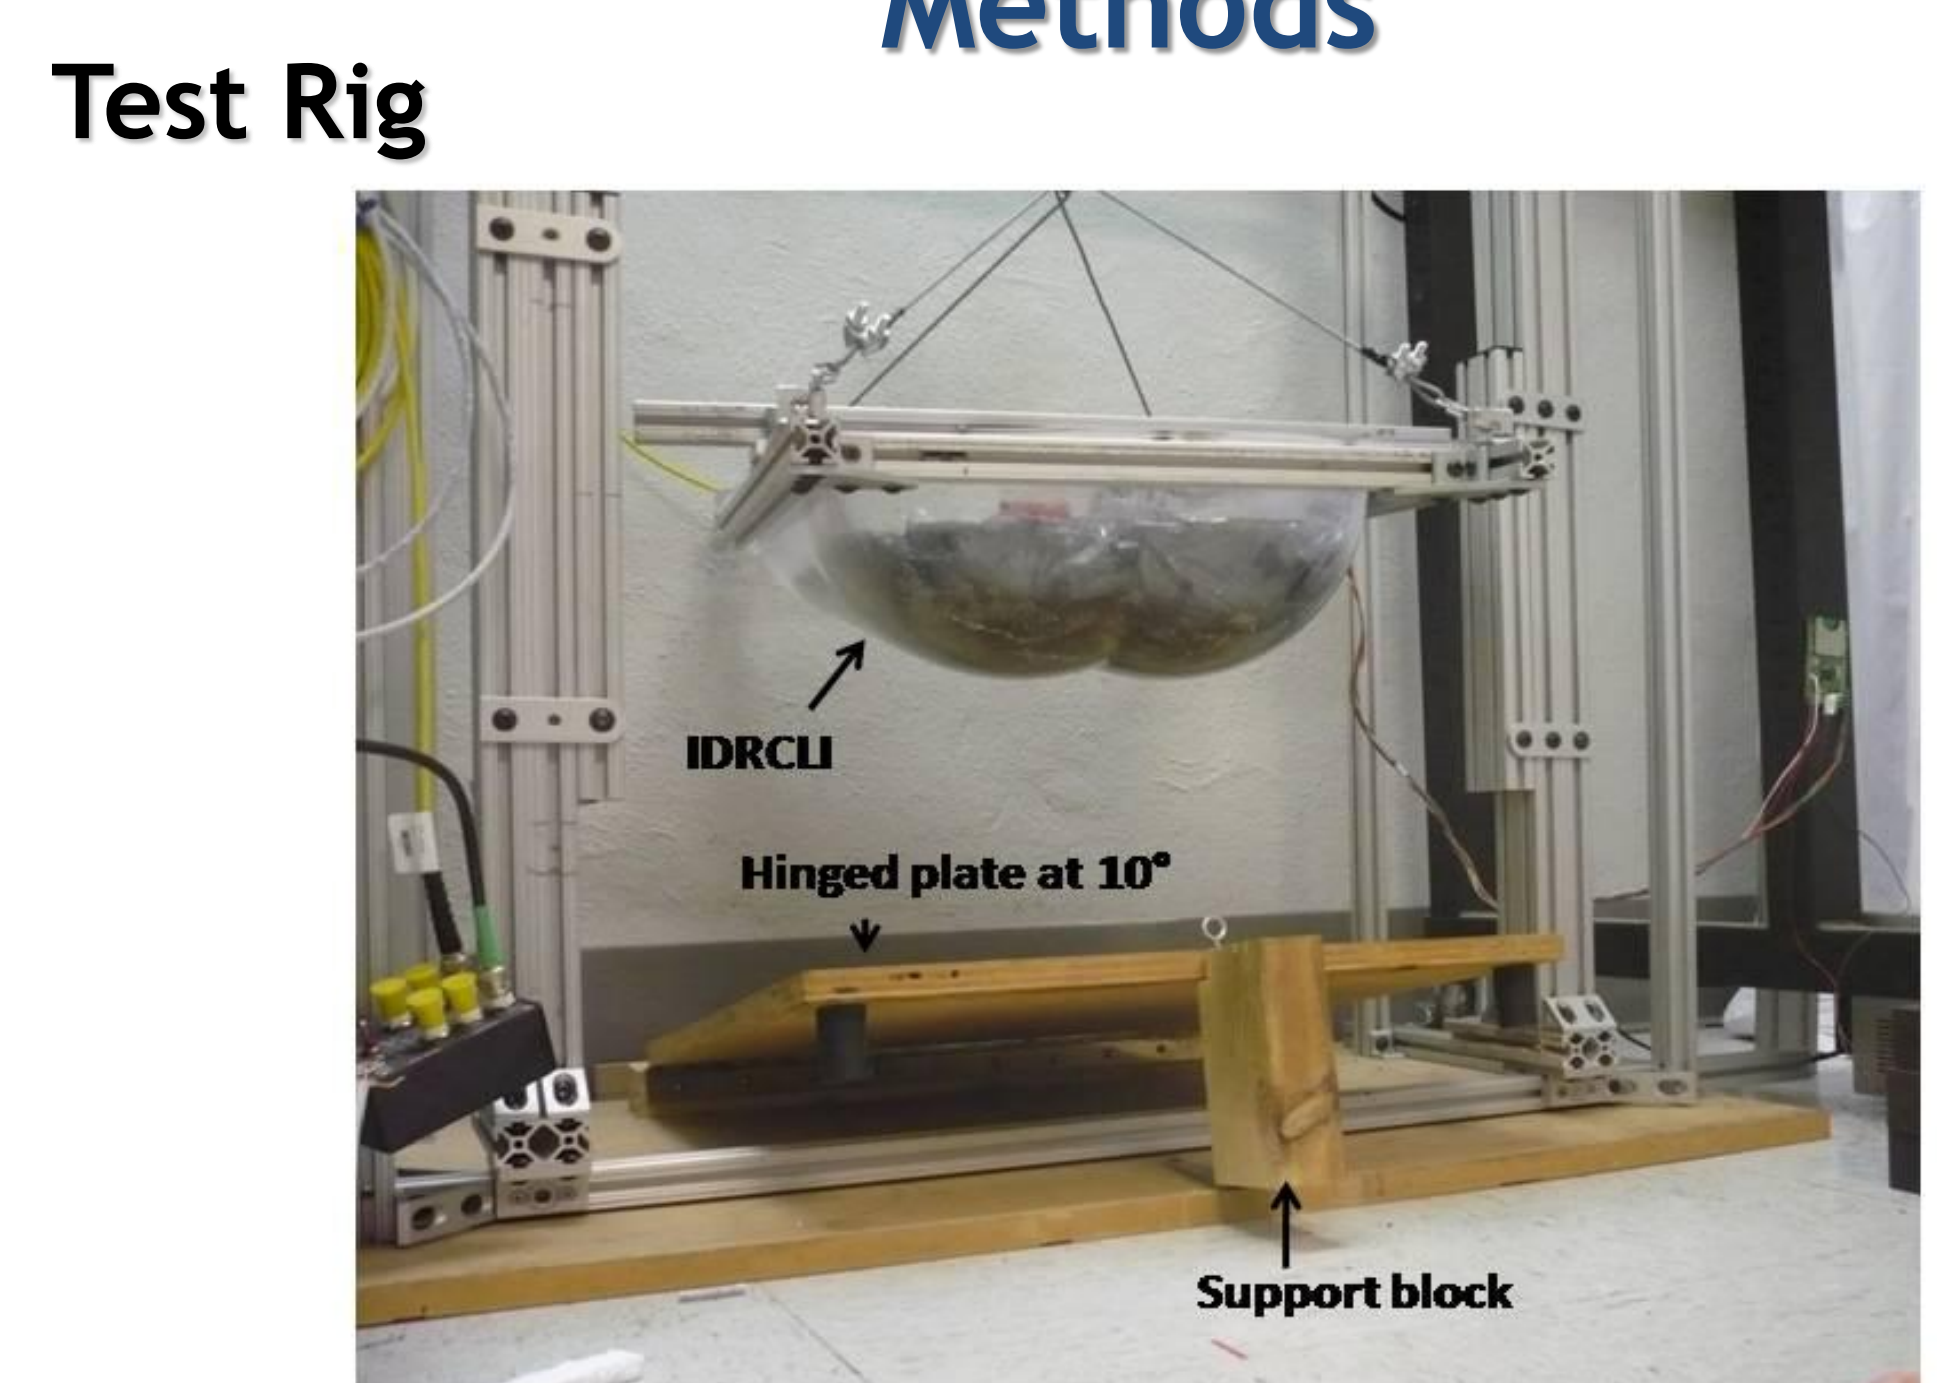 Methods
Test Rig
IDRCLI
Hinged plate at 10°
Support block